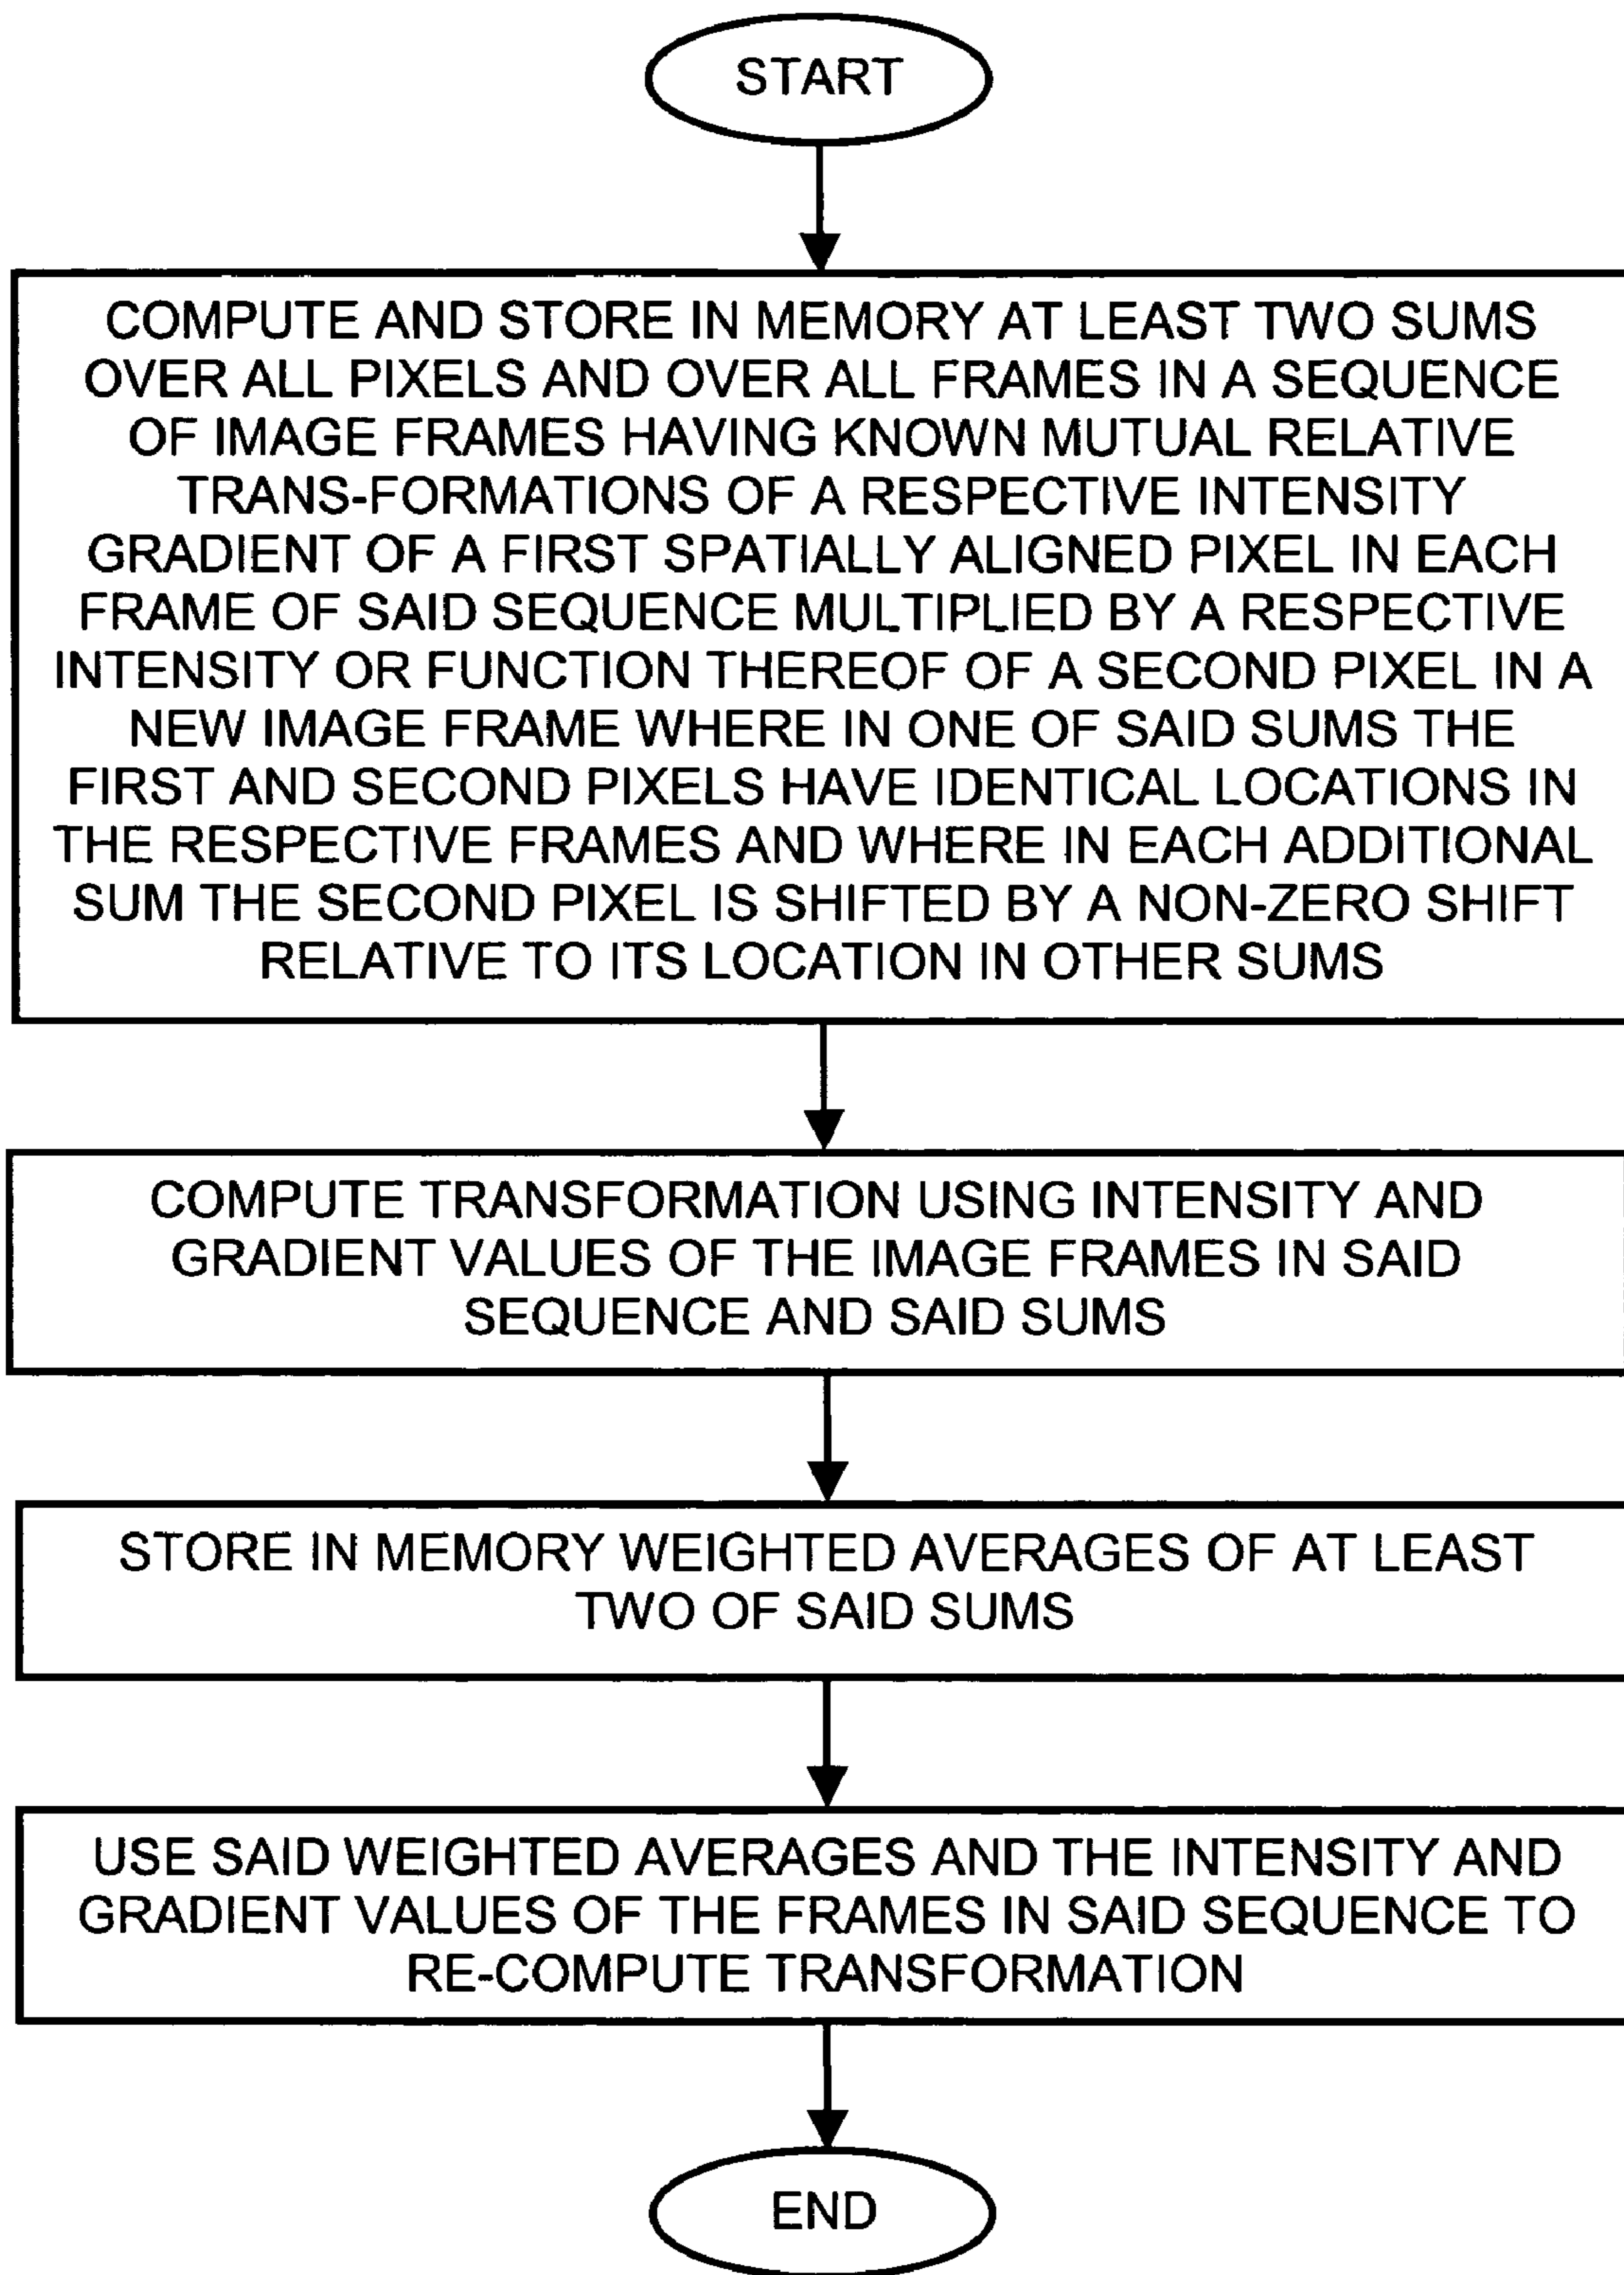 START
COMPUTE AND STORE IN MEMORY AT LEAST TWO SUMS
OVER ALL PIXELS AND OVER ALL FRAMES IN A SEQUENCE
OF IMAGE FRAMES HAVING KNOWN MUTUAL RELATIVE
TRANS-FORMATIONS OF A RESPECTIVE INTENSITY
GRADIENT OF A FIRST SPATIALLY ALIGNED PIXEL IN EACH
FRAME OF SAID SEQUENCE MULTIPLIED BY A RESPECTIVE
INTENSITY OR FUNCTION THEREOF OF A SECOND PIXEL IN A
NEW IMAGE FRAME WHERE IN ONE OF SAID SUMS THE
FIRST AND SECOND PIXELS HAVE IDENTICAL LOCATIONS IN
THE RESPECTIVE FRAMES AND WHERE IN EACH ADDITIONAL
SUM THE SECOND PIXEL IS SHIFTED BY A NON-ZERO SHIFT
RELATIVE TO ITS LOCATION IN OTHER SUMS
COMPUTE TRANSFORMATION USING INTENSITY AND
GRADIENT VALUES OF THE IMAGE FRAMES IN SAID
SEQUENCE AND SAID SUMS
STORE IN MEMORY WEIGHTED AVERAGES OF AT LEAST
TWO OF SAID SUMS
USE SAID WEIGHTED AVERAGES AND THE INTENSITY AND
GRADIENT VALUES OF THE FRAMES IN SAID SEQUENCE TO
RE-COMPUTE TRANSFORMATION
END